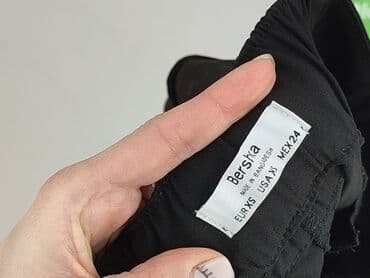 Bershka
MADE IN BANGLADESH
EUR XS USA XS MEX 24